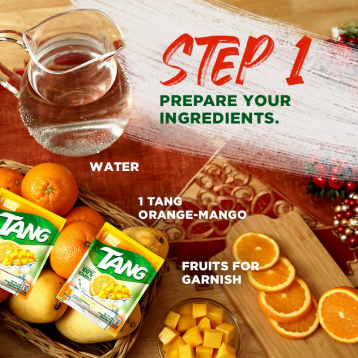 STEP 1
PREPARE YOUR
INGREDIENTS.
WATER
1 TANG
ORANGE-MANGO
FRUITS FOR
GARNISH
TANG
TANG